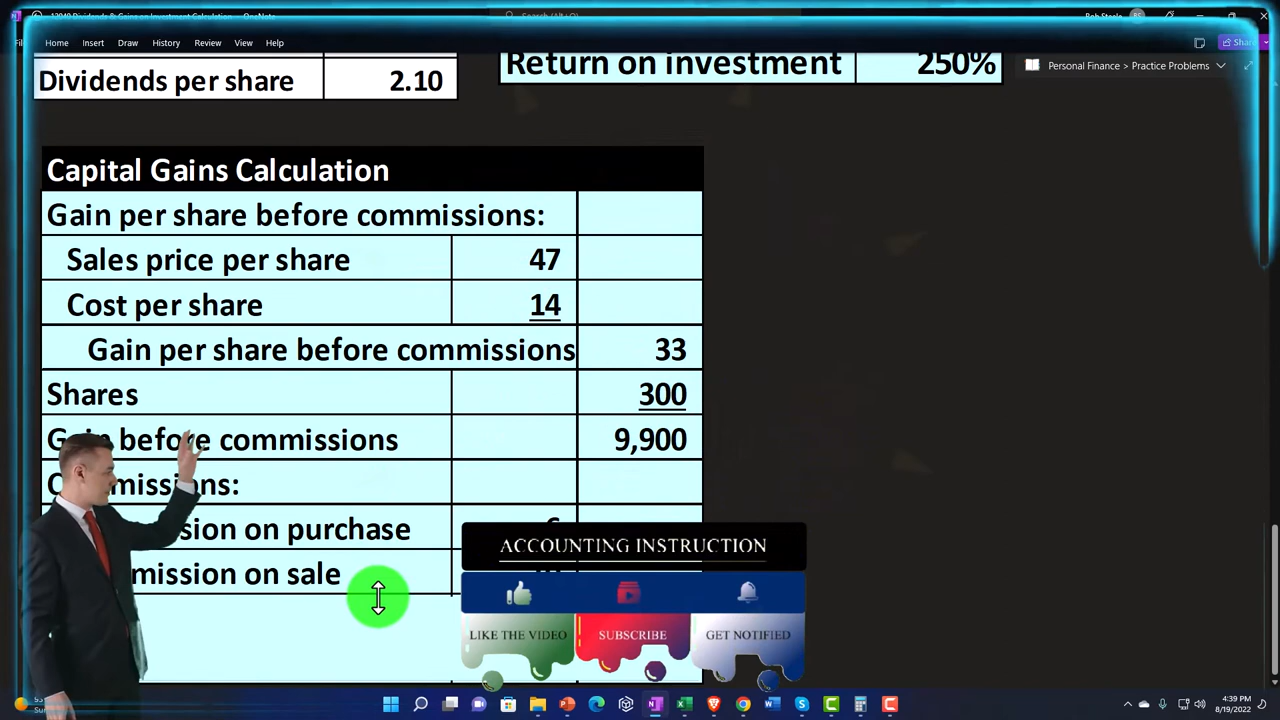 Home Insert Draw History Review View Help
Share
Personal Finance > Practice Problems
Dividends per share 2.10
Return on investment 250%
Capital Gains Calculation
Gain per share before commissions:
Sales price per share 47
Cost per share 14
Gain per share before commissions 33
Shares 300
before commissions 9,900
on purchase
on sale
ACCOUNTING INSTRUCTION
LIKE THE VIDEO SUBSCRIBE GET NOTIFIED
4:39 PM
8/19/2022